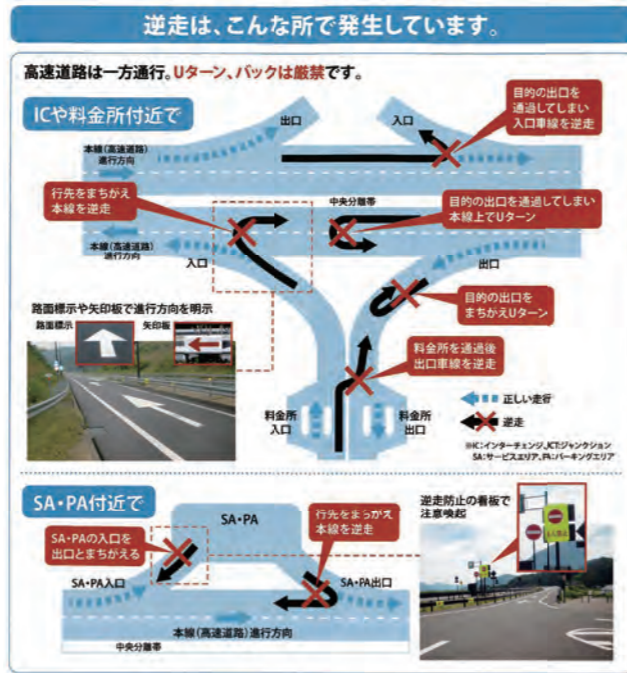 逆走は、こんな所で発生しています。
高速道路は一方通行。Uターン、バックは厳禁です。
ICや料金所付近で
出口
入口
目的の出口を
通過してしまい
入口車線を逆走
本線(高速道路)
進行方向
行先をまちがえ
本線を逆走
中央分離帯
目的の出口を通過してしまい
本線上でUターン
本線(高速道路)
進行方向
入口
出口
目的の出口を
まちがえUターン
路面標示や矢印板で進行方向を明示
路面標示
矢印板
料金所を通過後
出口車線を逆走
料金所
入口
料金所
出口
正しい走行
逆走
※IC:インターチェンジ、JCT:ジャンクション
SA:サービスエリア、PA:パーキングエリア
SA・PA付近で
SA・PA
SA・PAの入口を
出口とまちがえる
行先をまちがえ
本線を逆走
逆走防止の看板で
注意喚起
SA・PA入口
SA・PA出口
本線(高速道路)進行方向
中央分離帯